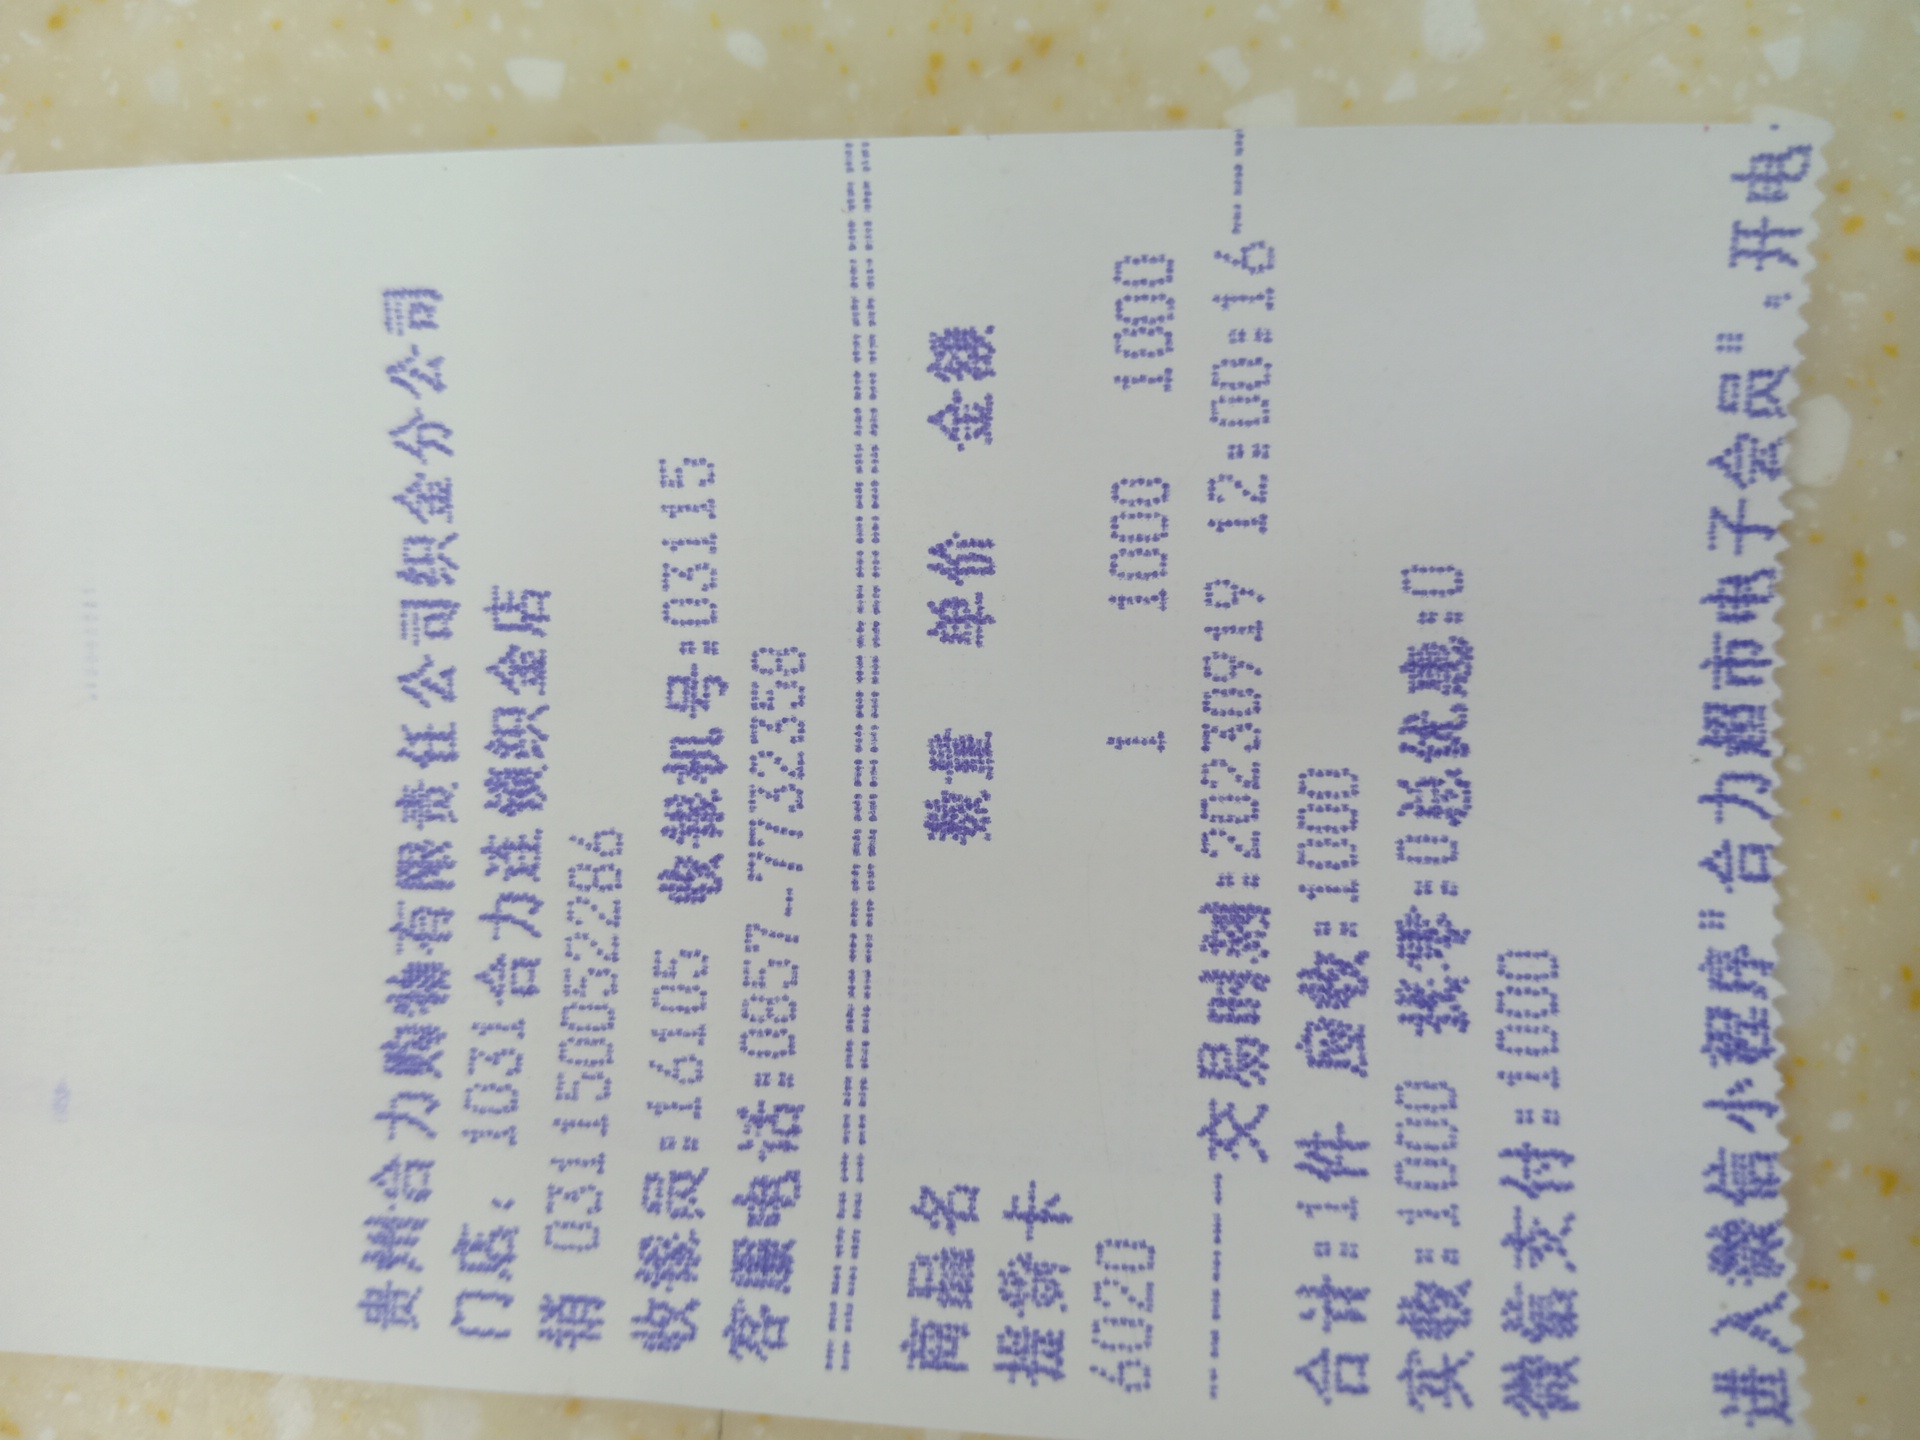 贵州合力购物有限责任公司织金分公司
门店: 1031合力连锁织金店
销 031150052286
收银员:16105 收银机号:03115
客服电话:0857-7732358
========================================
商品名 数量 单价 金额
提货卡
6020 1 1000 1000
--------交易时刻:20230919 12:00:16----
合计:1件 应收:1000
实收:1000 找零:0总优惠:0
微信支付:1000
进入微信小程序"合力超市电子会员",开电